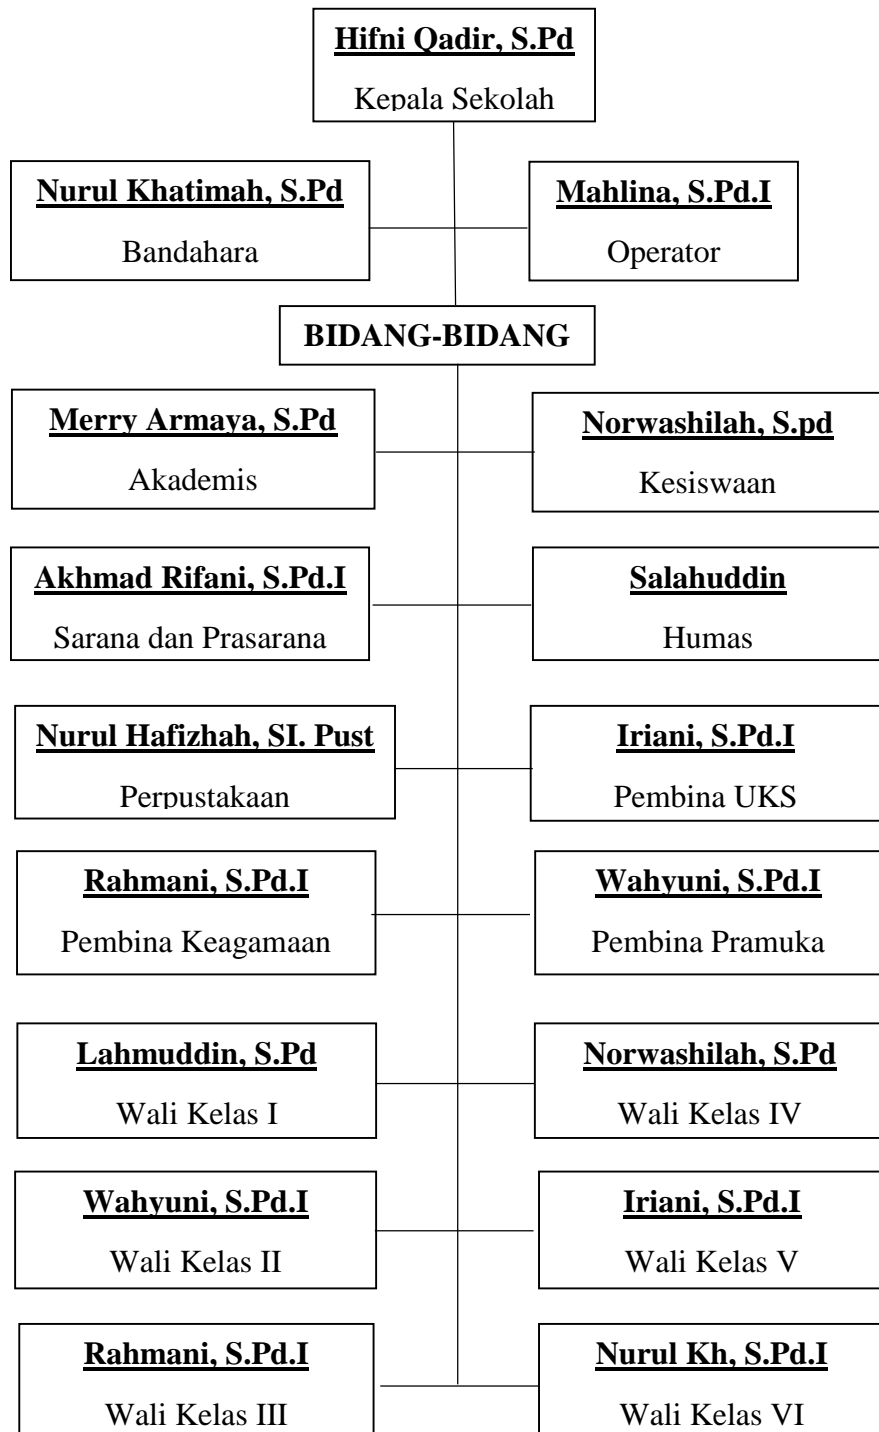 Hifni Qadir, S.Pd
Kepala Sekolah
Nurul Khatimah, S.Pd
Bandahara
Mahlina, S.Pd.I
Operator
BIDANG-BIDANG
Merry Armaya, S.Pd
Akademis
Norwashilah, S.pd
Kesiswaan
Akhmad Rifani, S.Pd.I
Sarana dan Prasarana
Salahuddin
Humas
Nurul Hafizhah, SI. Pust
Perpustakaan
Iriani, S.Pd.I
Pembina UKS
Rahmani, S.Pd.I
Pembina Keagamaan
Wahyuni, S.Pd.I
Pembina Pramuka
Lahmuddin, S.Pd
Wali Kelas I
Norwashilah, S.Pd
Wali Kelas IV
Wahyuni, S.Pd.I
Wali Kelas II
Iriani, S.Pd.I
Wali Kelas V
Rahmani, S.Pd.I
Wali Kelas III
Nurul Kh, S.Pd.I
Wali Kelas VI